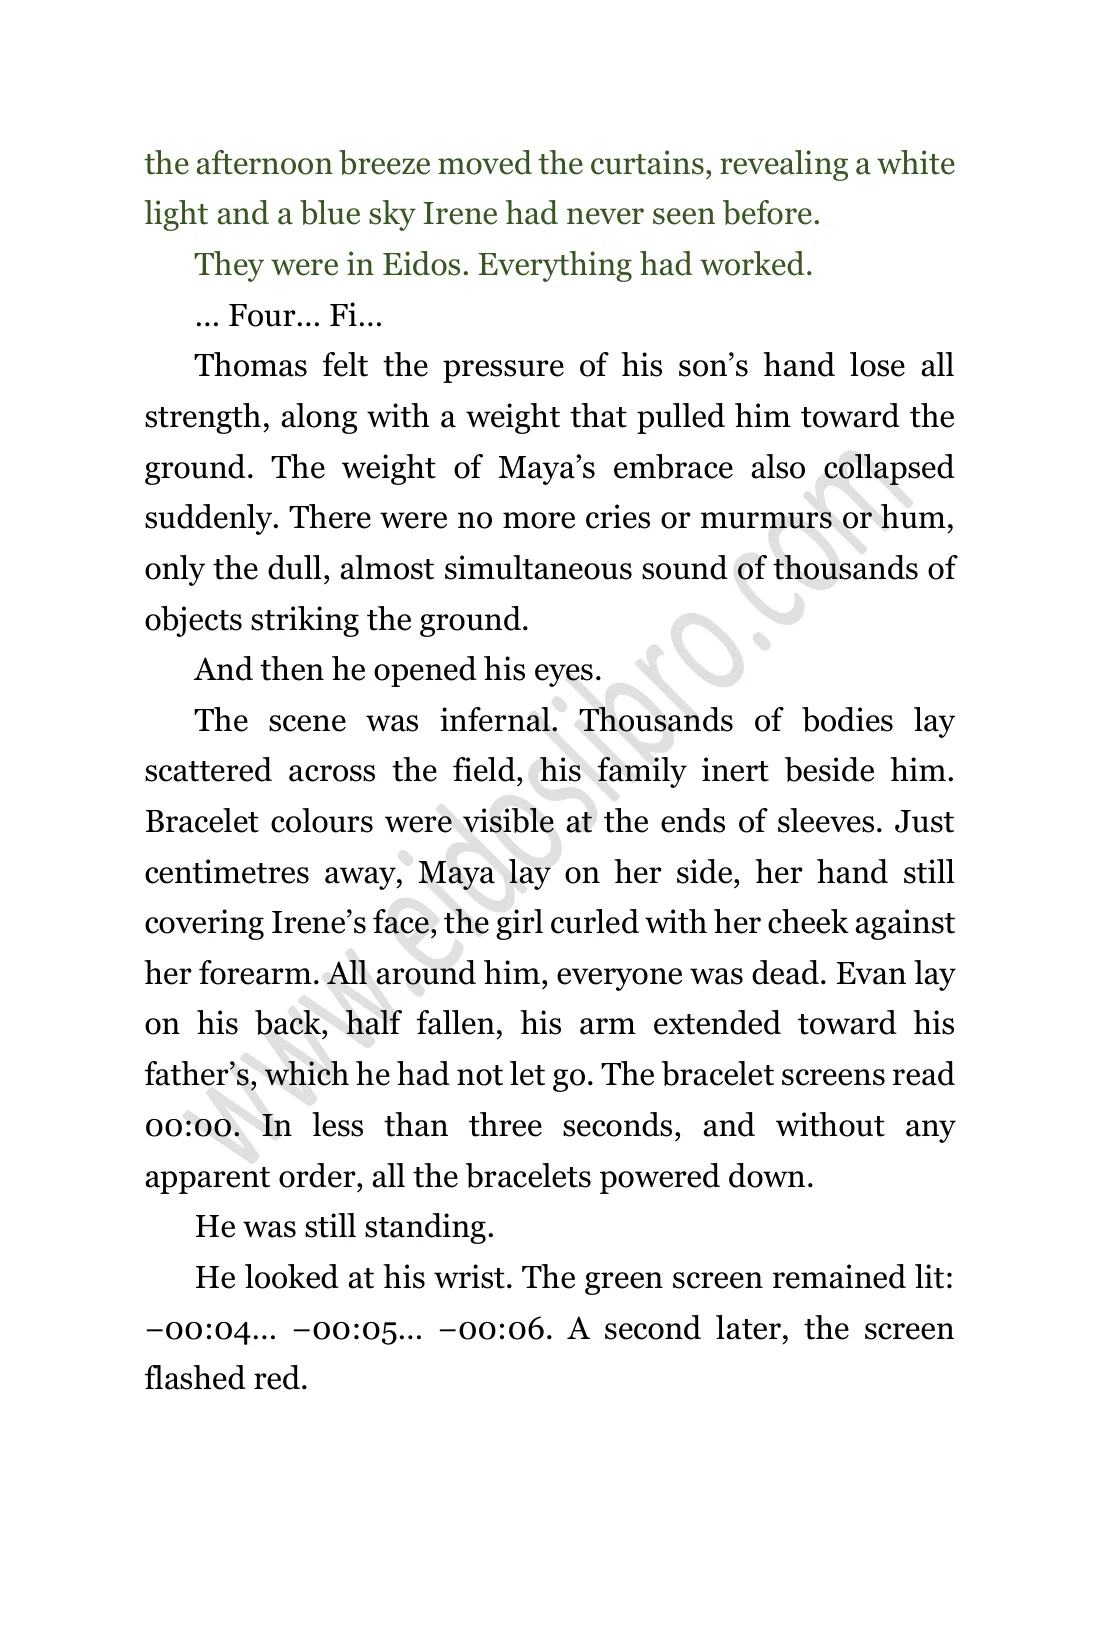 the afternoon breeze moved the curtains, revealing a white
light and a blue sky Irene had never seen before.
They were in Eidos. Everything had worked.
… Four… Fi…
Thomas felt the pressure of his son’s hand lose all
strength, along with a weight that pulled him toward the
ground. The weight of Maya’s embrace also collapsed
suddenly. There were no more cries or murmurs or hum,
only the dull, almost simultaneous sound of thousands of
objects striking the ground.
And then he opened his eyes.
The scene was infernal. Thousands of bodies lay
scattered across the field, his family inert beside him.
Bracelet colours were visible at the ends of sleeves. Just
centimetres away, Maya lay on her side, her hand still
covering Irene’s face, the girl curled with her cheek against
her forearm. All around him, everyone was dead. Evan lay
on his back, half fallen, his arm extended toward his
father’s, which he had not let go. The bracelet screens read
00:00. In less than three seconds, and without any
apparent order, all the bracelets powered down.
He was still standing.
He looked at his wrist. The green screen remained lit:
−00:04… −00:05… −00:06. A second later, the screen
flashed red.
www.eidoslibro.com